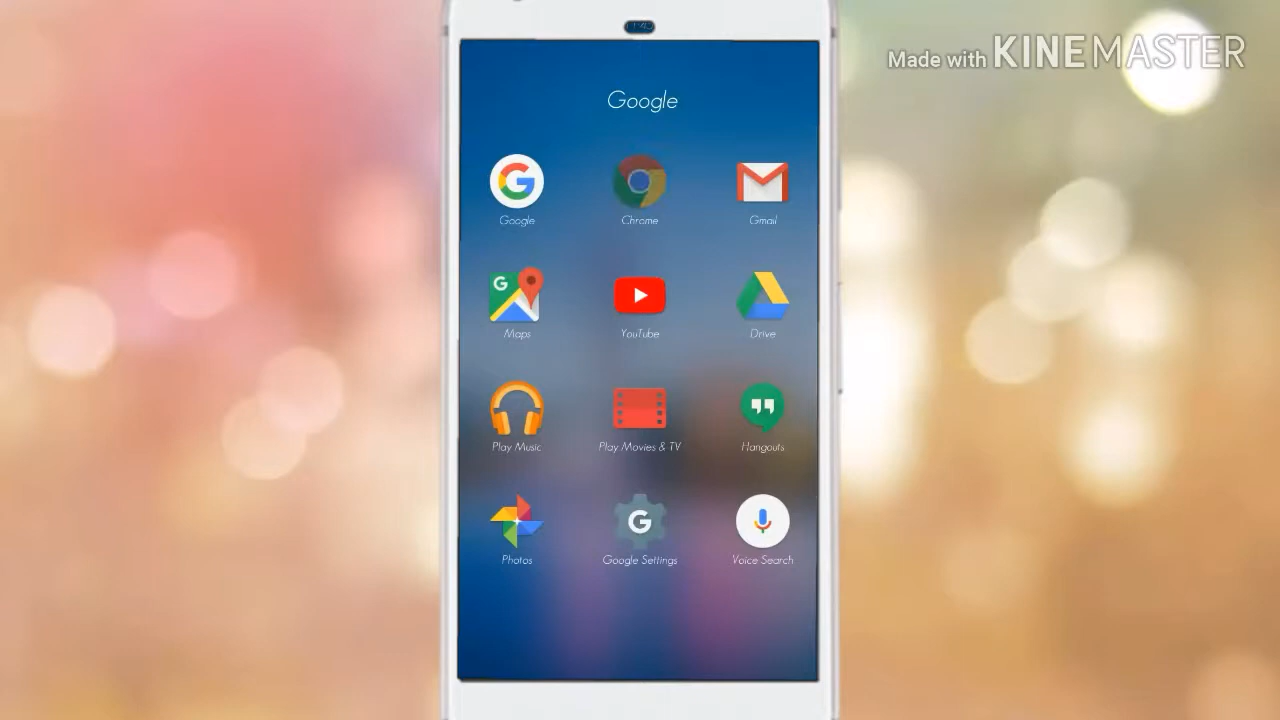 Made with KINEMASTER
Google
Google Chrome Gmail
Maps YouTube Drive
Play Music Play Movies & TV Hangouts
Photos Google Settings Voice Search